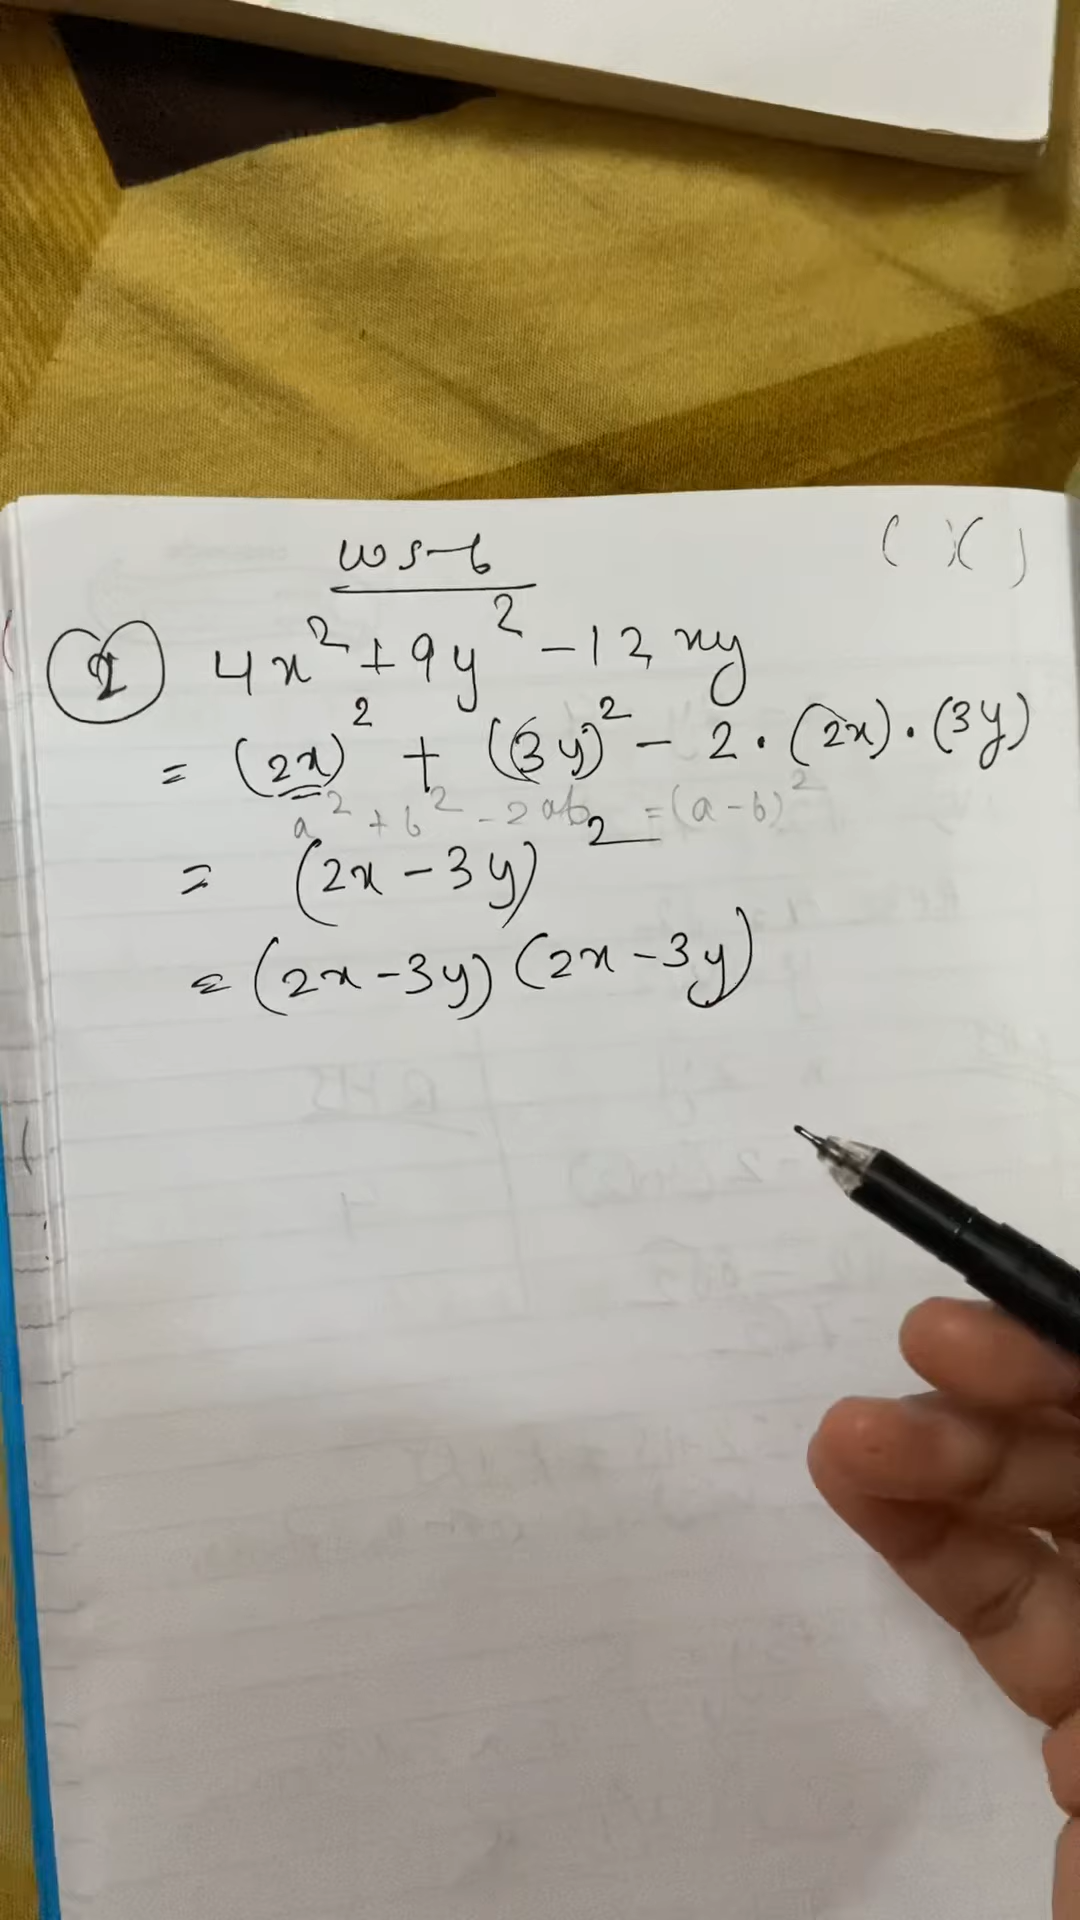 WS-6
( )( )
1 4x² + 9y² - 12xy
= (2x)² + (3y)² - 2 · (2x) · (3y)
a² + b² - 2ab = (a - b)²
= (2x - 3y)²
= (2x - 3y) (2x - 3y)